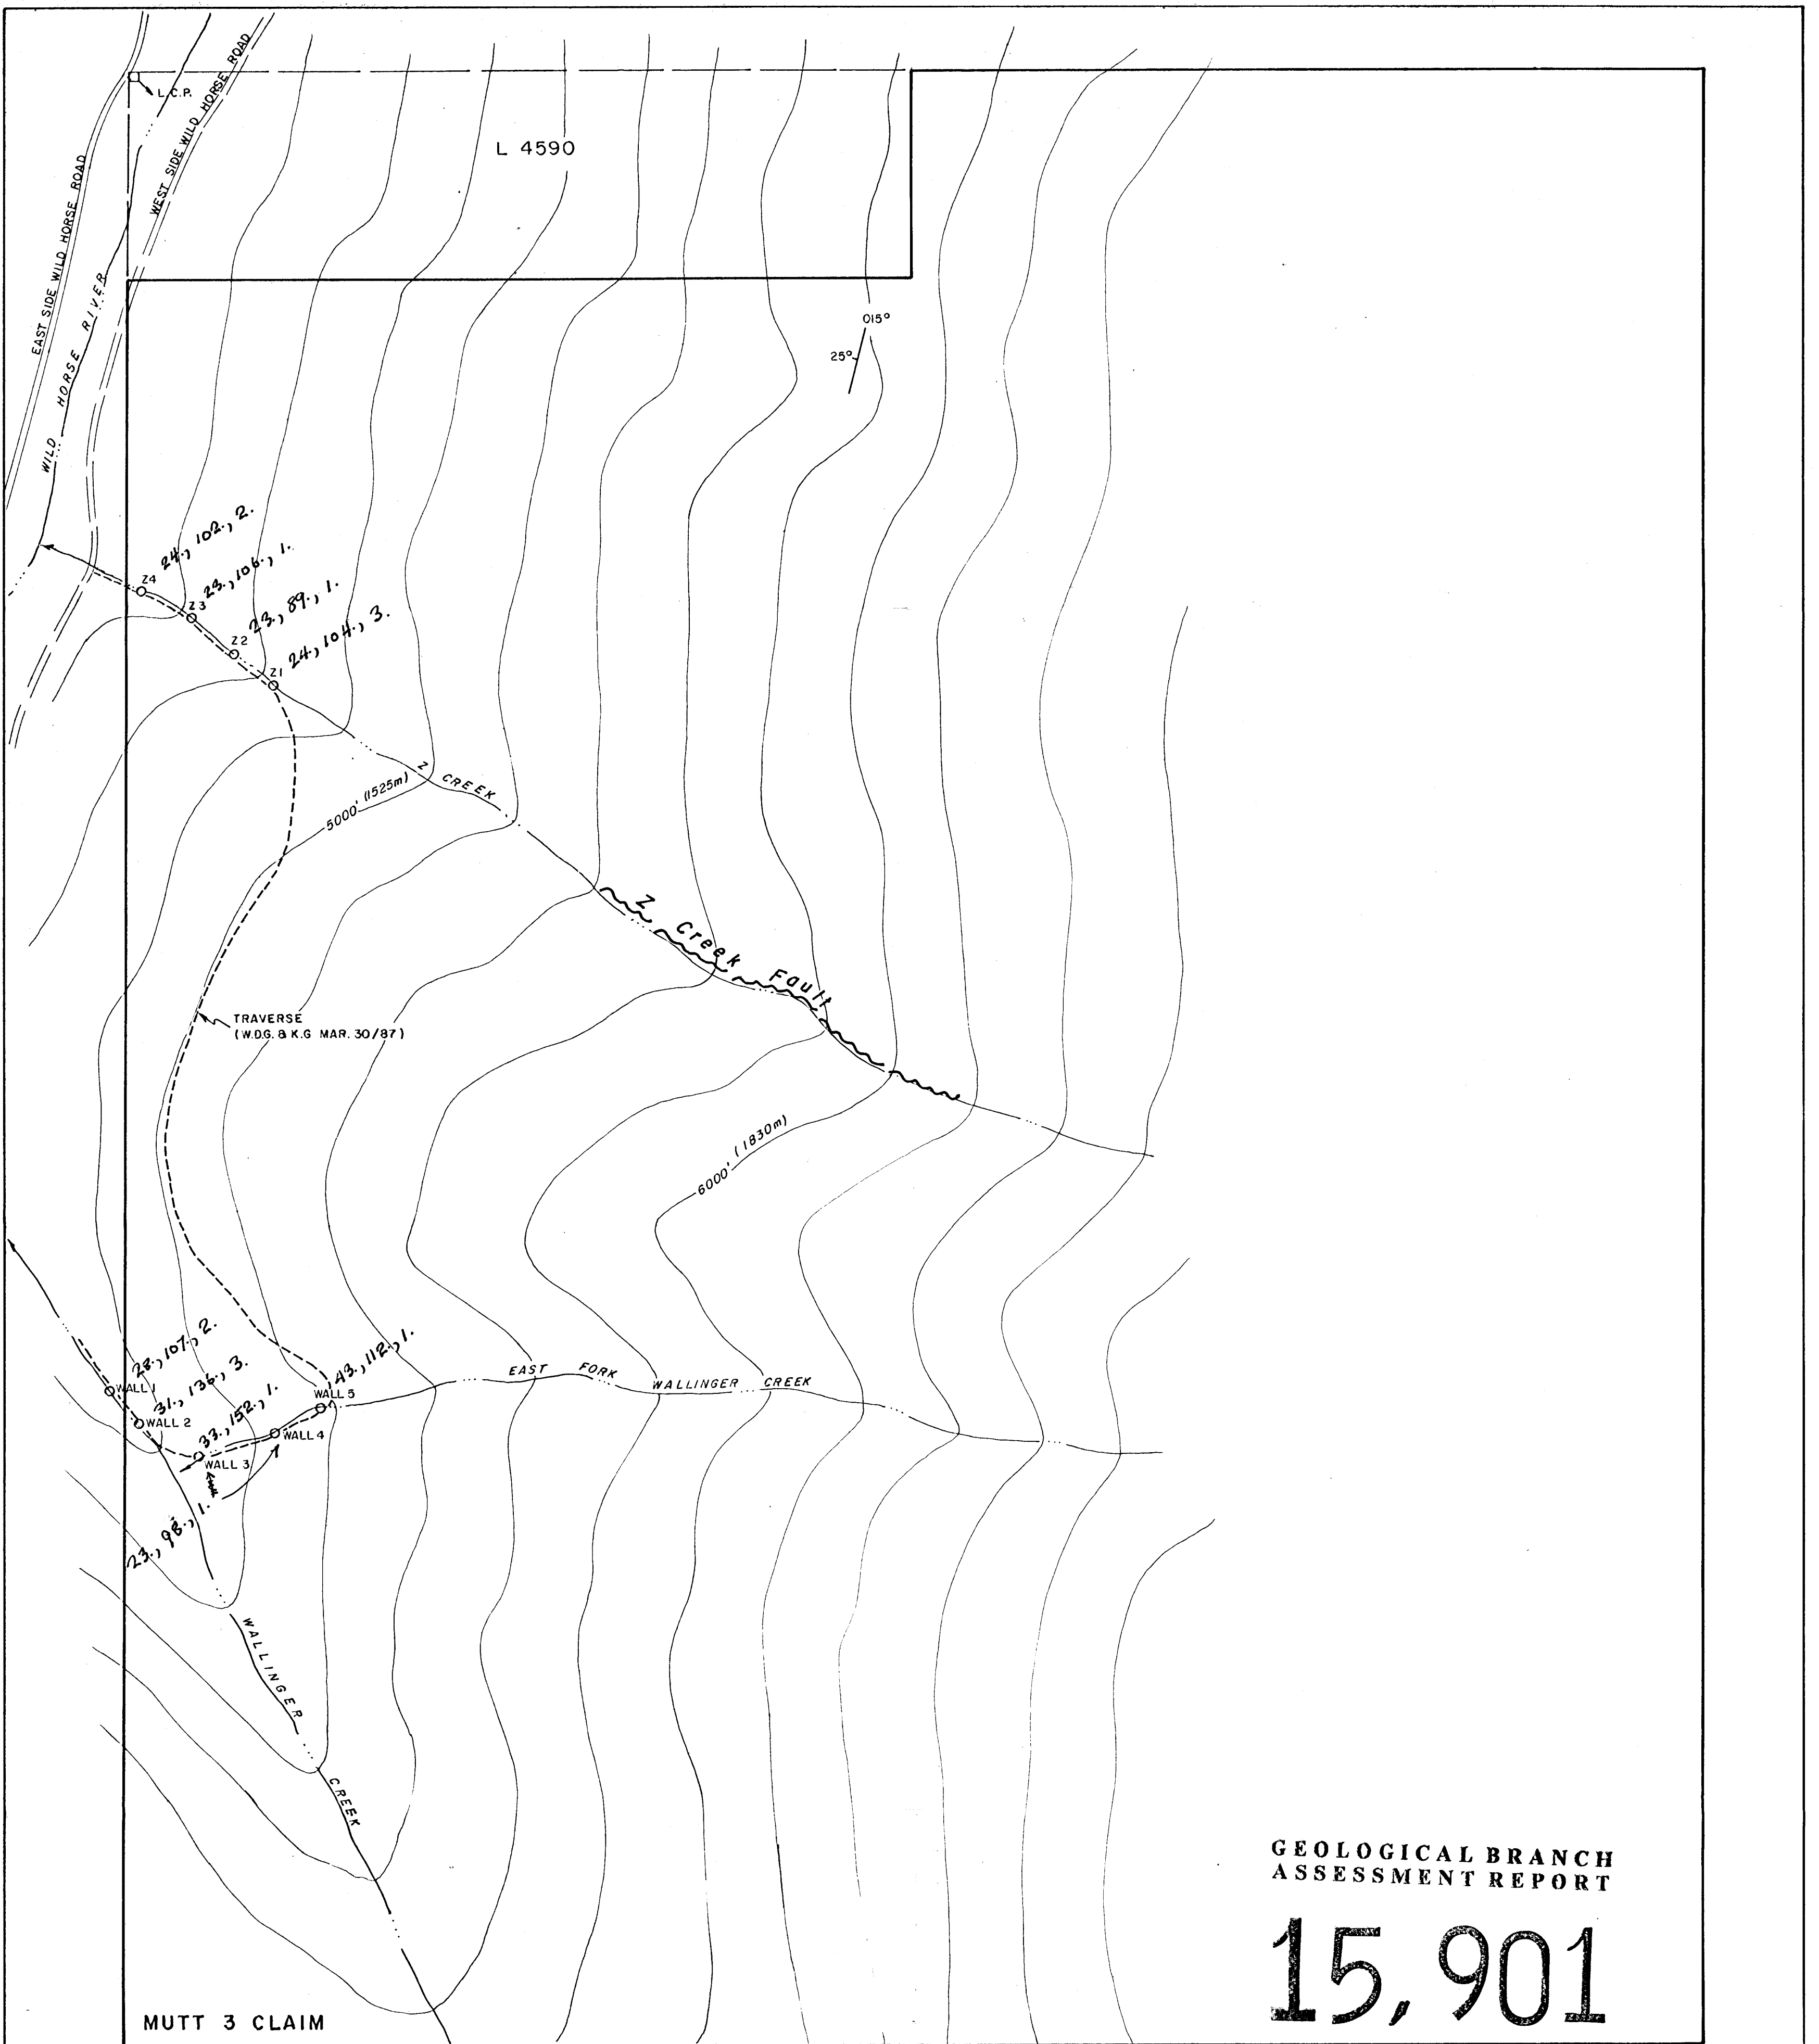 L.C.P.
EAST SIDE WILD HORSE ROAD
WEST SIDE WILD HORSE ROAD
WILD HORSE RIVER
L 4590
015°
25°
24., 102., 2.
Z4
23., 106., 1.
Z3
23., 89., 1.
Z2
24., 104., 3.
Z1
Z CREEK
5000' (1525m)
Z Creek Fault
TRAVERSE
(W.D.G. & K.G MAR. 30/87)
6000' (1830m)
28., 107., 2.
WALL 1
31., 136., 3.
WALL 2
33., 152., 1.
WALL 3
43., 112., 1.
WALL 5
WALL 4
23., 98., 1.
EAST FORK WALLINGER CREEK
WALLINGER CREEK
GEOLOGICAL BRANCH
ASSESSMENT REPORT
15,901
MUTT 3 CLAIM